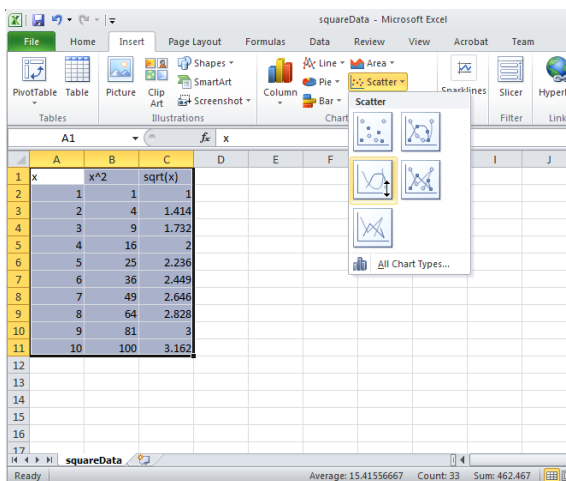 squareData - Microsoft Excel
File Home Insert Page Layout Formulas Data Review View Acrobat Team
PivotTable Table Picture Clip Art Shapes SmartArt Screenshot Column Line Pie Bar Area Scatter Sparklines Slicer
Tables Illustrations Filter
A1 fx x
Scatter
A B C D E F I J
1 x x^2 sqrt(x)
2 1 1 1
3 2 4 1.414
4 3 9 1.732
5 4 16 2
6 5 25 2.236
7 6 36 2.449
8 7 49 2.646
9 8 64 2.828
10 9 81 3
11 10 100 3.162
All Chart Types...
12
13
14
15
16
17
squareData
Ready Average: 15.41556667 Count: 33 Sum: 462.467